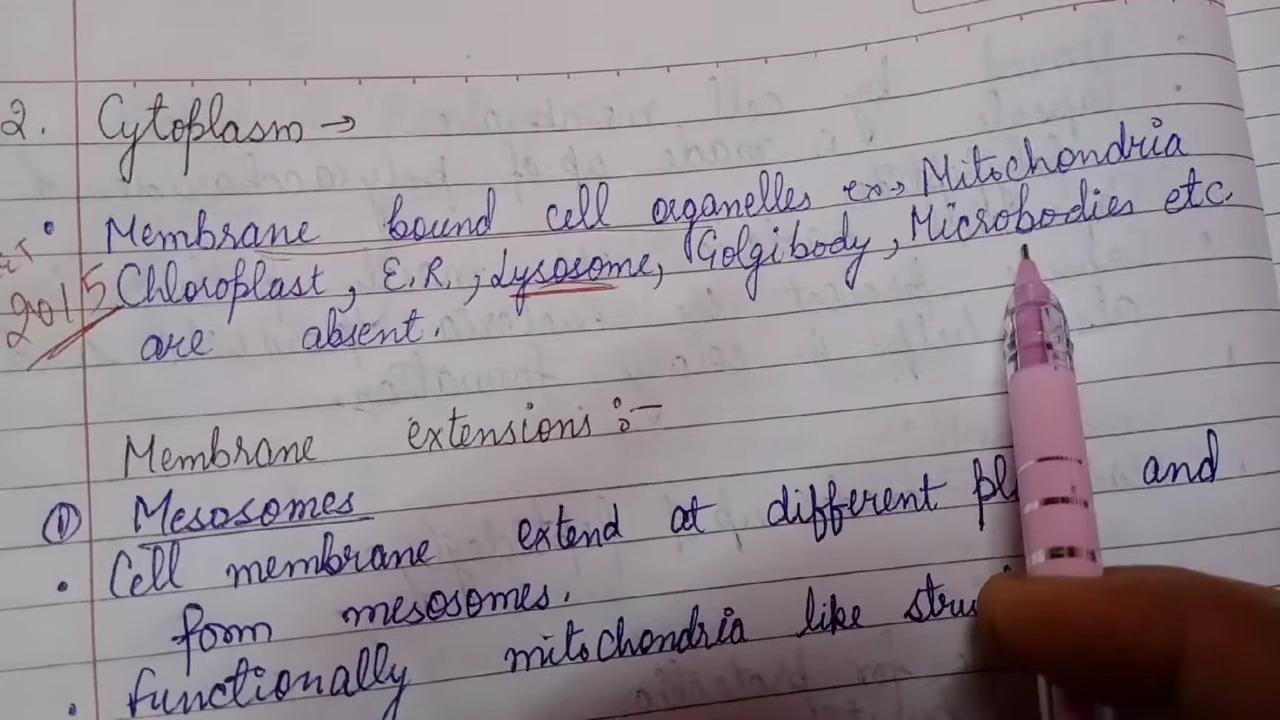 2. Cytoplasm →
• Membrane bound cell organelles ex→ Mitochondria
2015 Chloroplast, E.R., Lysosome, Golgibody, Microbodies etc.
are absent.
Membrane extensions :-
① Mesosomes
• Cell membrane extend at different and
form mesosomes.
• functionally mitochondria like